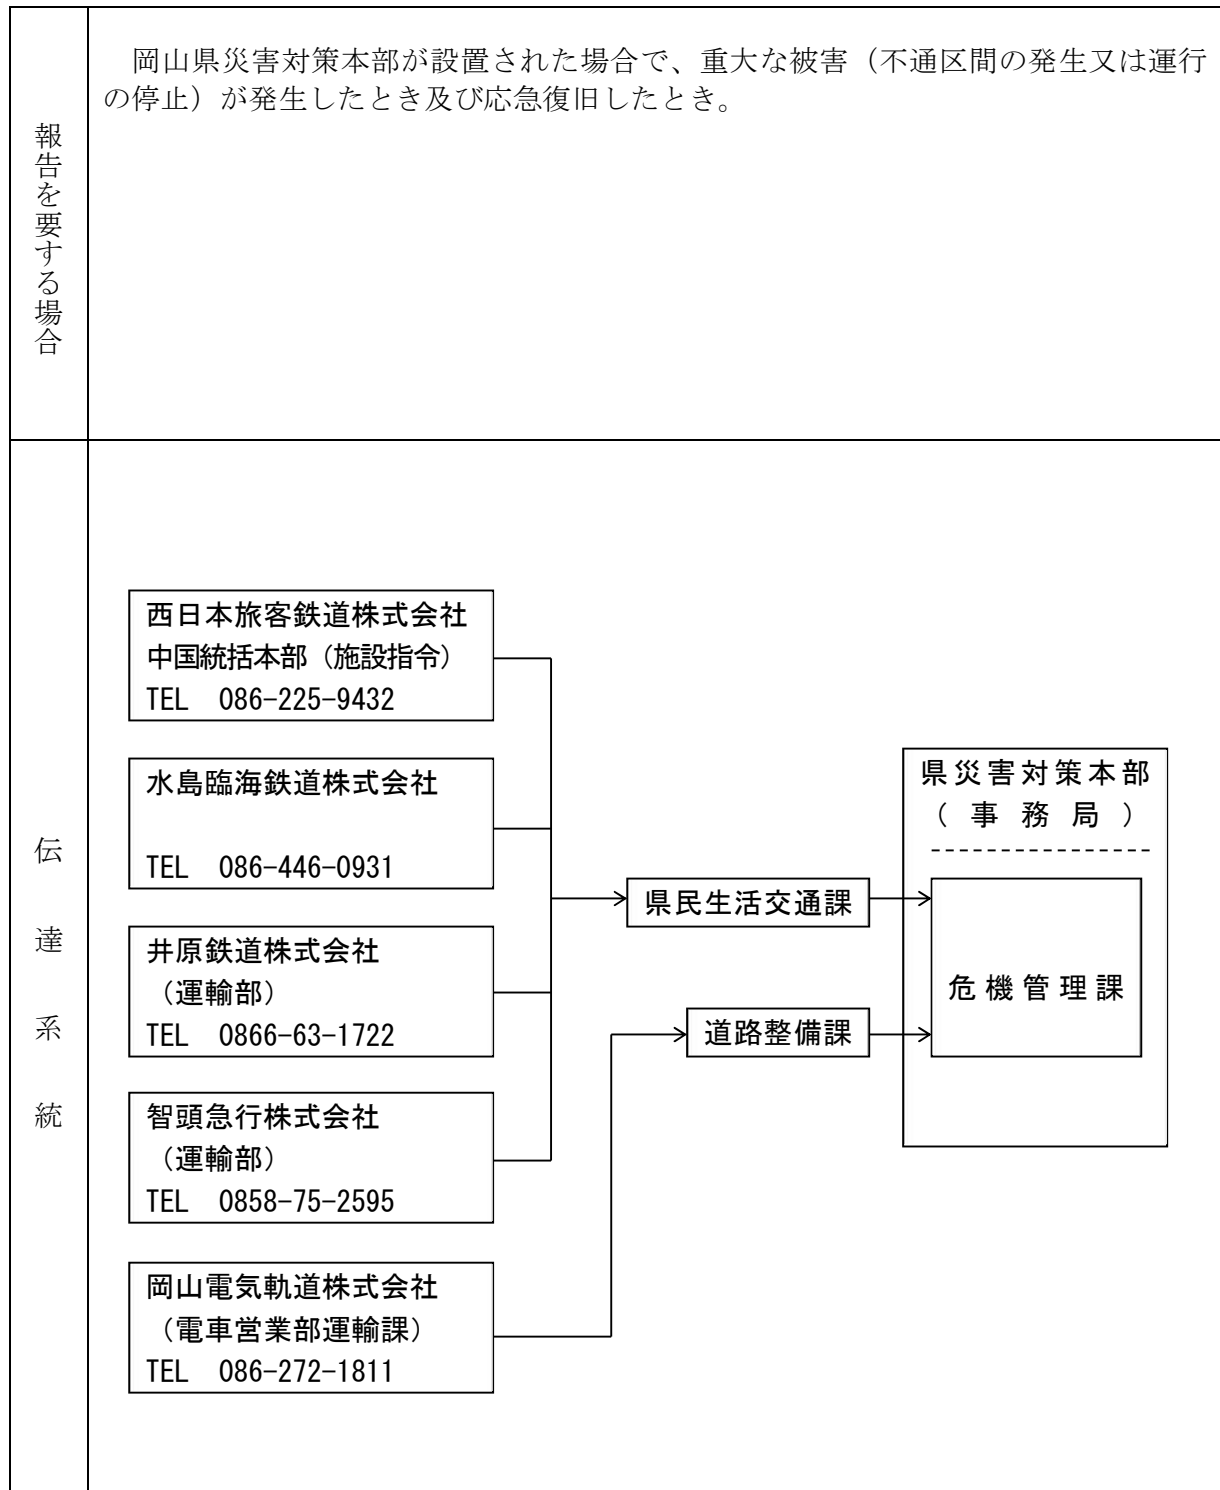 報告を要する場合
　岡山県災害対策本部が設置された場合で、重大な被害（不通区間の発生又は運行
の停止）が発生したとき及び応急復旧したとき。
伝達系統
西日本旅客鉄道株式会社
中国統括本部（施設指令）
TEL　086-225-9432
水島臨海鉄道株式会社
TEL　086-446-0931
井原鉄道株式会社
（運輸部）
TEL　0866-63-1722
智頭急行株式会社
（運輸部）
TEL　0858-75-2595
岡山電気軌道株式会社
（電車営業部運輸課）
TEL　086-272-1811
県民生活交通課
道路整備課
県災害対策本部
（事務局）
危機管理課